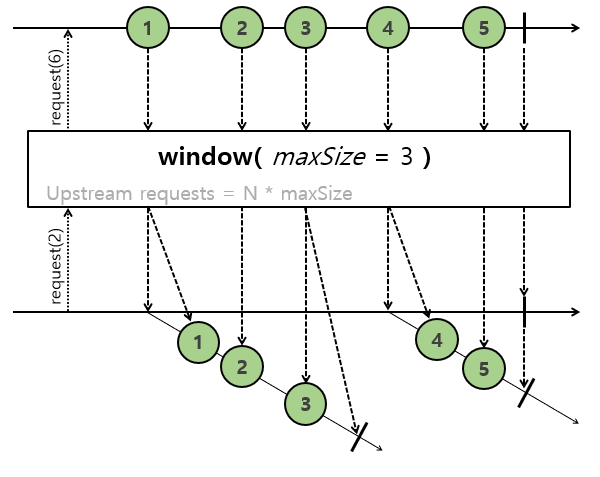 1 2 3 4 5
request(6)
window( maxSize = 3 )
Upstream requests = N * maxSize
request(2)
1
2
3
4
5